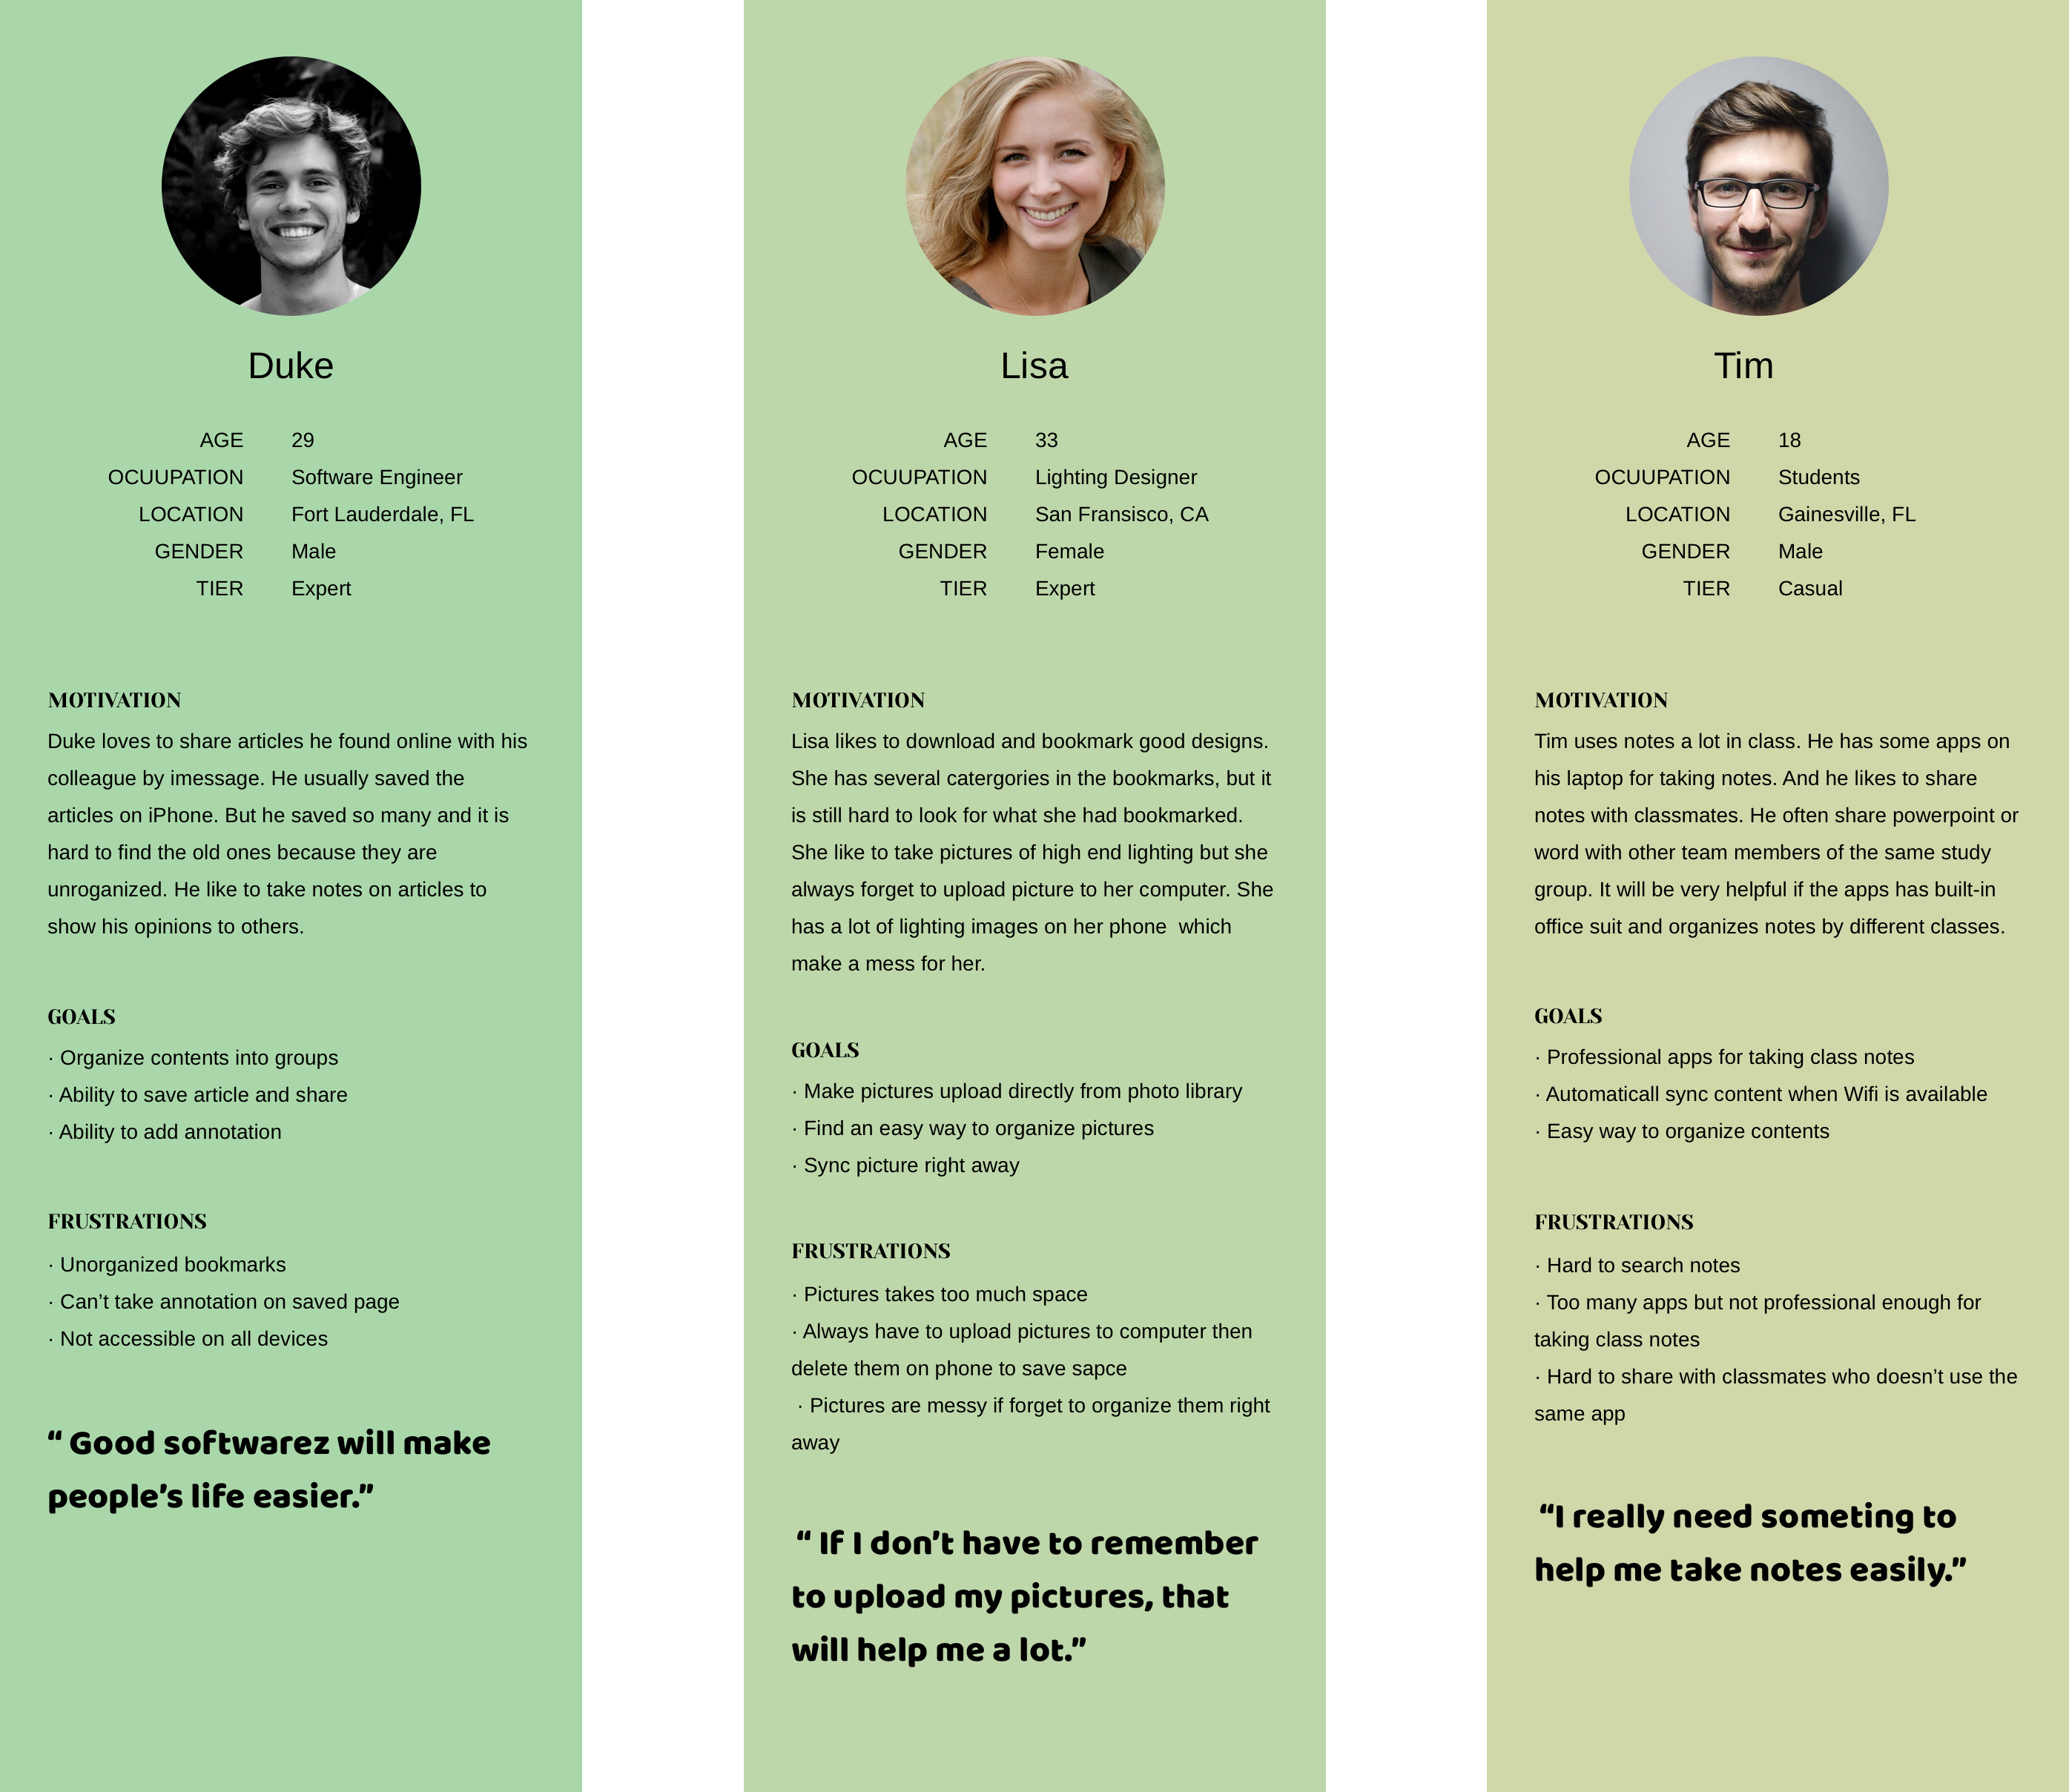 Duke
AGE 29
OCUUPATION Software Engineer
LOCATION Fort Lauderdale, FL
GENDER Male
TIER Expert
MOTIVATION
Duke loves to share articles he found online with his
colleague by imessage. He usually saved the
articles on iPhone. But he saved so many and it is
hard to find the old ones because they are
unroganized. He like to take notes on articles to
show his opinions to others.
GOALS
· Organize contents into groups
· Ability to save article and share
· Ability to add annotation
FRUSTRATIONS
· Unorganized bookmarks
· Can’t take annotation on saved page
· Not accessible on all devices
“ Good softwarez will make
people’s life easier.”
Lisa
AGE 33
OCUUPATION Lighting Designer
LOCATION San Fransisco, CA
GENDER Female
TIER Expert
MOTIVATION
Lisa likes to download and bookmark good designs.
She has several catergories in the bookmarks, but it
is still hard to look for what she had bookmarked.
She like to take pictures of high end lighting but she
always forget to upload picture to her computer. She
has a lot of lighting images on her phone  which
make a mess for her.
GOALS
· Make pictures upload directly from photo library
· Find an easy way to organize pictures
· Sync picture right away
FRUSTRATIONS
· Pictures takes too much space
· Always have to upload pictures to computer then
delete them on phone to save sapce
· Pictures are messy if forget to organize them right
away
“ If I don’t have to remember
to upload my pictures, that
will help me a lot.”
Tim
AGE 18
OCUUPATION Students
LOCATION Gainesville, FL
GENDER Male
TIER Casual
MOTIVATION
Tim uses notes a lot in class. He has some apps on
his laptop for taking notes. And he likes to share
notes with classmates. He often share powerpoint or
word with other team members of the same study
group. It will be very helpful if the apps has built-in
office suit and organizes notes by different classes.
GOALS
· Professional apps for taking class notes
· Automaticall sync content when Wifi is available
· Easy way to organize contents
FRUSTRATIONS
· Hard to search notes
· Too many apps but not professional enough for
taking class notes
· Hard to share with classmates who doesn’t use the
same app
“I really need someting to
help me take notes easily.”